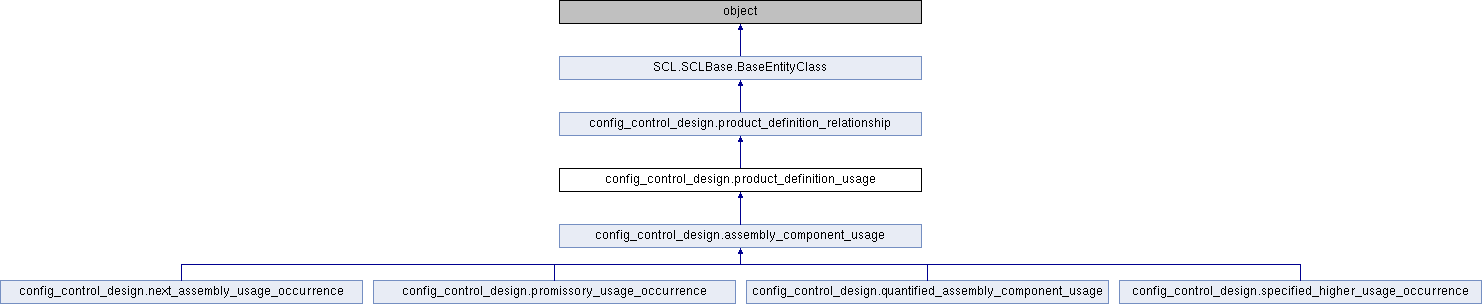 object
SCL.SCLBase.BaseEntityClass
config_control_design.product_definition_relationship
config_control_design.product_definition_usage
config_control_design.assembly_component_usage
config_control_design.next_assembly_usage_occurrence
config_control_design.promissory_usage_occurrence
config_control_design.quantified_assembly_component_usage
config_control_design.specified_higher_usage_occurrence